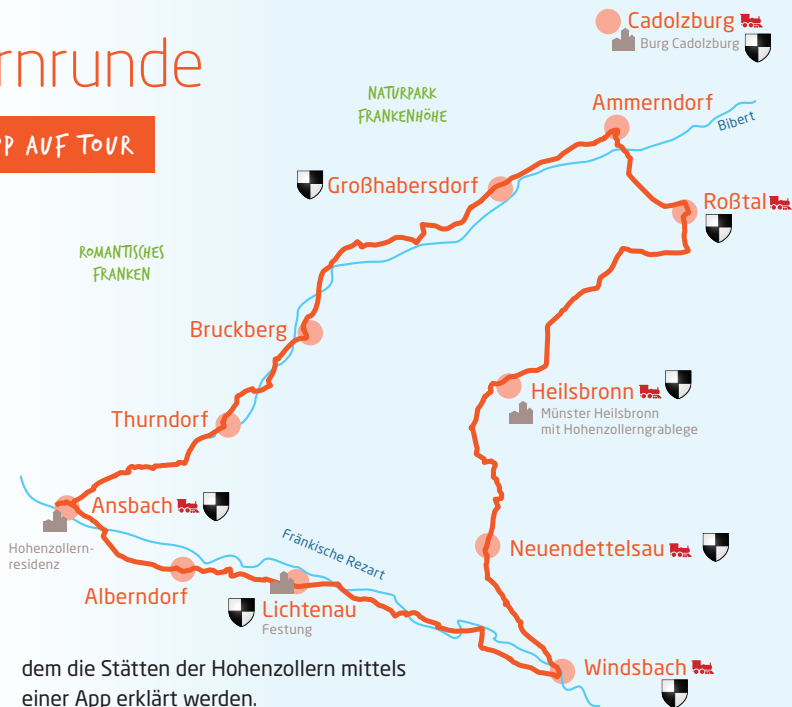 rnrunde
PP AUF TOUR
Cadolzburg
Burg Cadolzburg
NATURPARK
FRANKENHÖHE
Ammerndorf
Bibert
Großhabersdorf
Roßtal
ROMANTISCHES
FRANKEN
Bruckberg
Heilsbronn
Münster Heilsbronn
mit Hohenzollerngrablege
Thurndorf
Ansbach
Hohenzollern-
residenz
Fränkische Rezart
Neuendettelsau
Alberndorf
Lichtenau
Festung
Windsbach
dem die Stätten der Hohenzollern mittels
einer App erklärt werden.